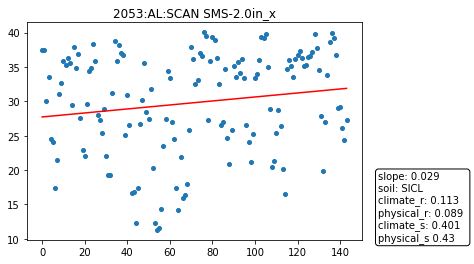 2053:AL:SCAN SMS-2.0in_x
40
35
30
25
20
15
10
0 20 40 60 80 100 120 140
slope: 0.029
soil: SICL
climate_r: 0.113
physical_r: 0.089
climate_s: 0.401
physical_s 0.43